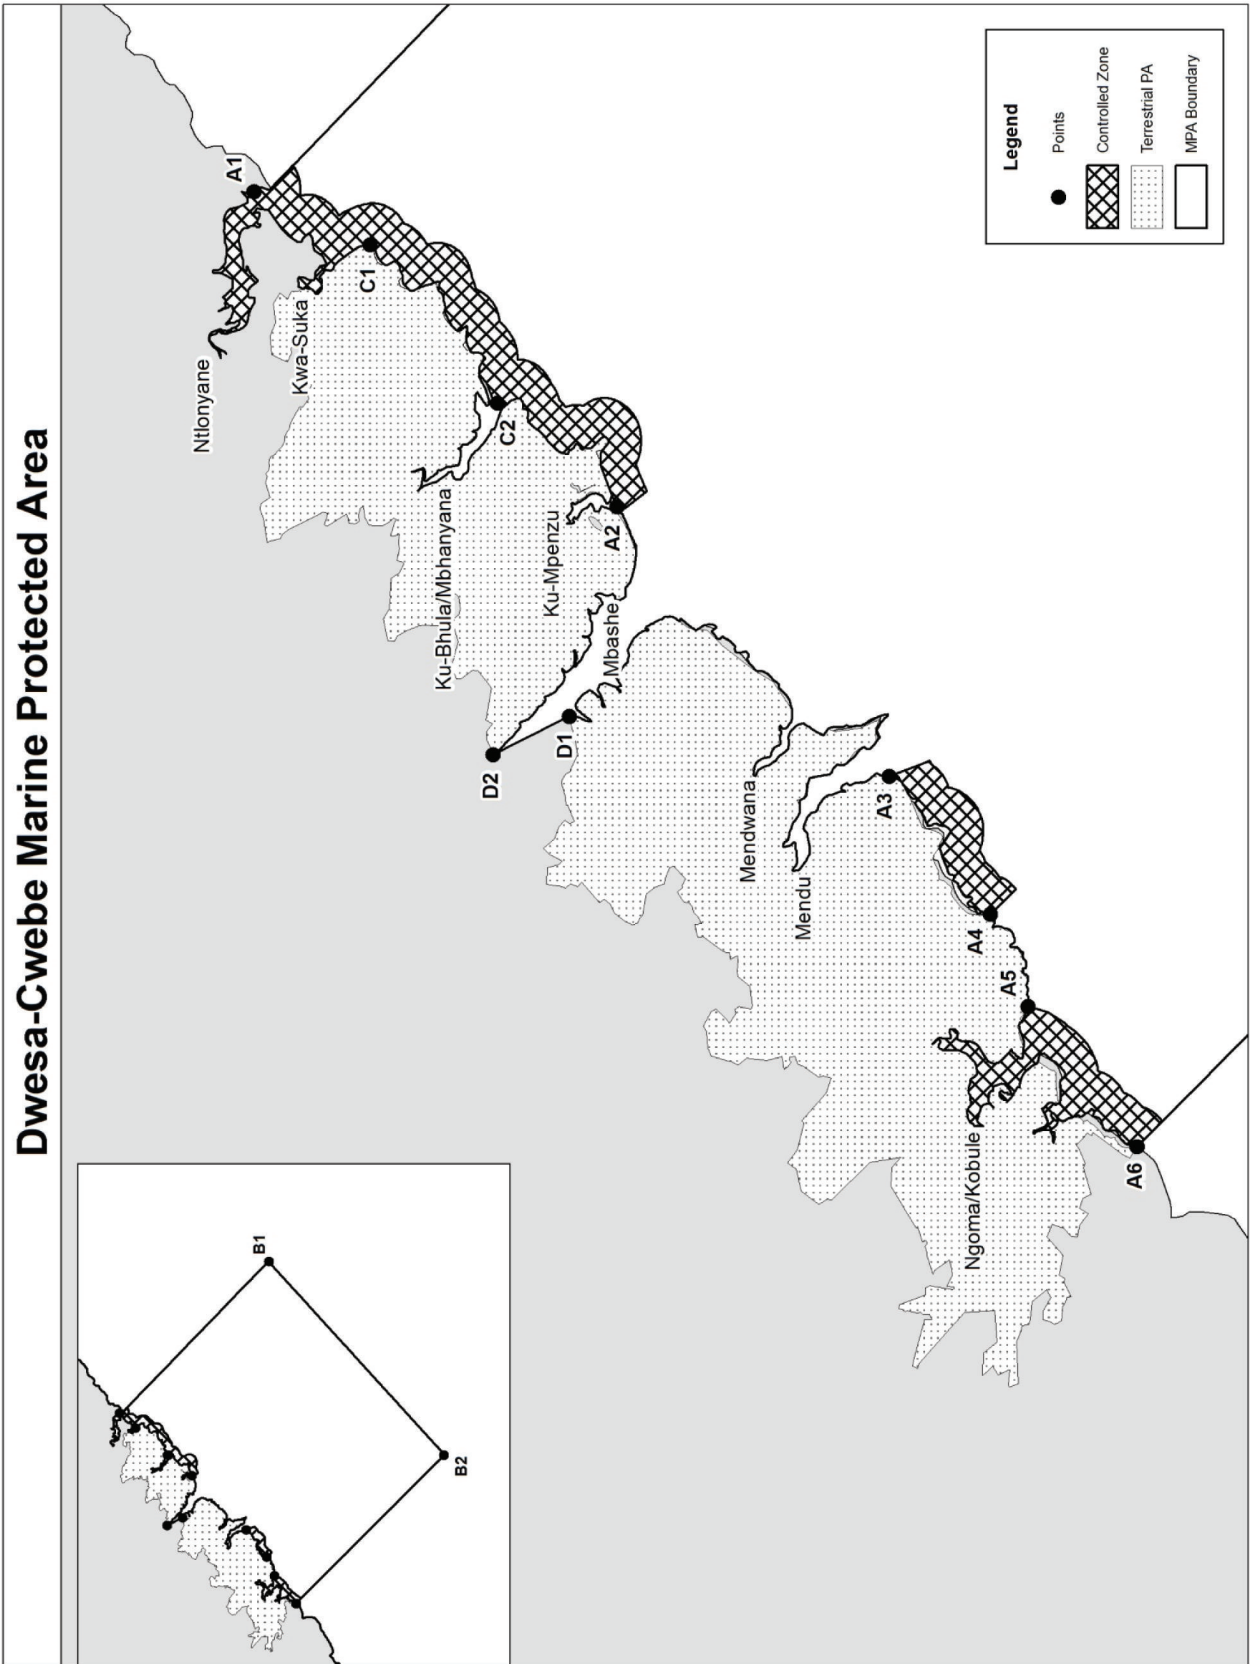 Dwesa-Cwebe Marine Protected Area
B1
B2
Ntlonyane
A1
Kwa-Suka
C1
Ku-Bhula/Mbhanyana
C2
Ku-Mpenzu
A2
Mbashe
D2
D1
Mendwana
Mendu
A3
A4
A5
Ngoma/Kobule
A6
Legend
Points
Controlled Zone
Terrestrial PA
MPA Boundary